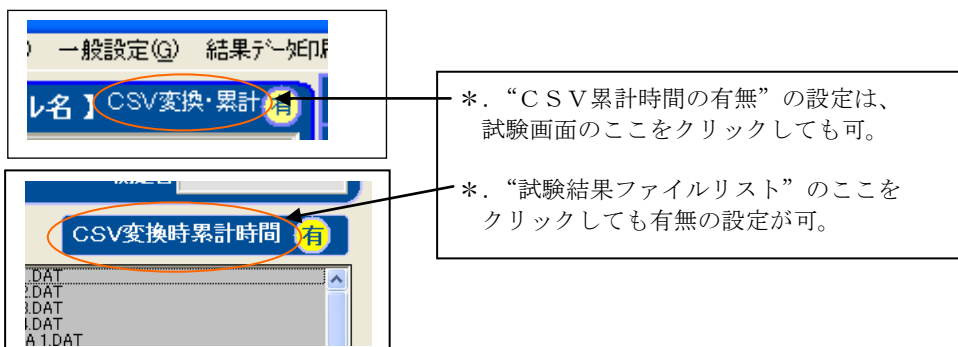 ) 一般設定(G) 結果ﾃﾞｰﾀ印刷
ル名 】 CSV変換・累計 有
*．“ＣＳＶ累計時間の有無”の設定は、
試験画面のここをクリックしても可。
*．“試験結果ファイルリスト”のここを
クリックしても有無の設定が可。
CSV変換時累計時間 有
.DAT
2.DAT
3.DAT
4.DAT
A 1.DAT